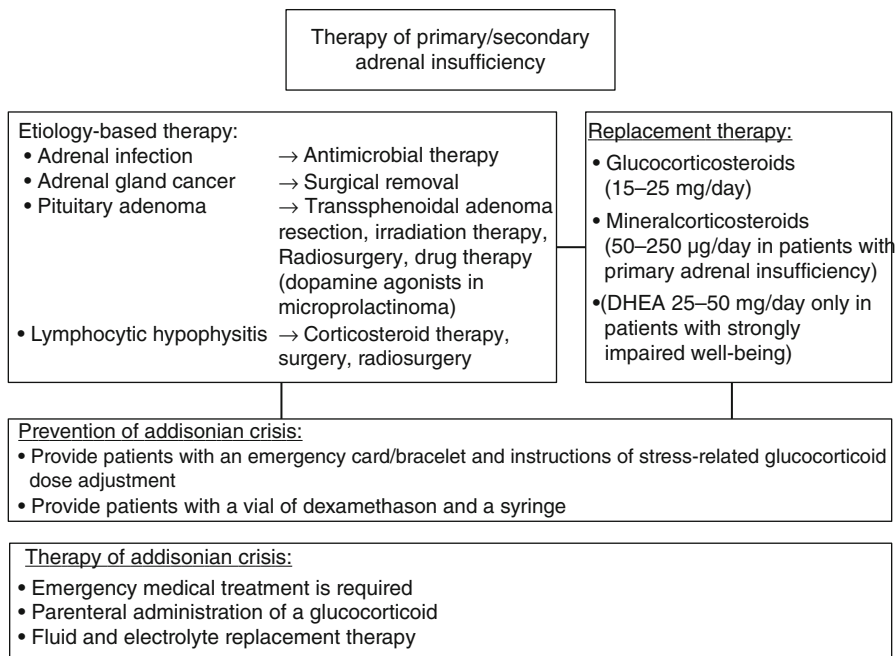 Therapy of primary/secondary
adrenal insufficiency
Etiology-based therapy:
• Adrenal infection → Antimicrobial therapy
• Adrenal gland cancer → Surgical removal
• Pituitary adenoma → Transsphenoidal adenoma
resection, irradiation therapy,
Radiosurgery, drug therapy
(dopamine agonists in
microprolactinoma)
• Lymphocytic hypophysitis → Corticosteroid therapy,
surgery, radiosurgery
Replacement therapy:
• Glucocorticosteroids
(15–25 mg/day)
• Mineralcorticosteroids
(50–250 µg/day in patients with
primary adrenal insufficiency)
•(DHEA 25–50 mg/day only in
patients with strongly
impaired well-being)
Prevention of addisonian crisis:
• Provide patients with an emergency card/bracelet and instructions of stress-related glucocorticoid
dose adjustment
• Provide patients with a vial of dexamethason and a syringe
Therapy of addisonian crisis:
• Emergency medical treatment is required
• Parenteral administration of a glucocorticoid
• Fluid and electrolyte replacement therapy